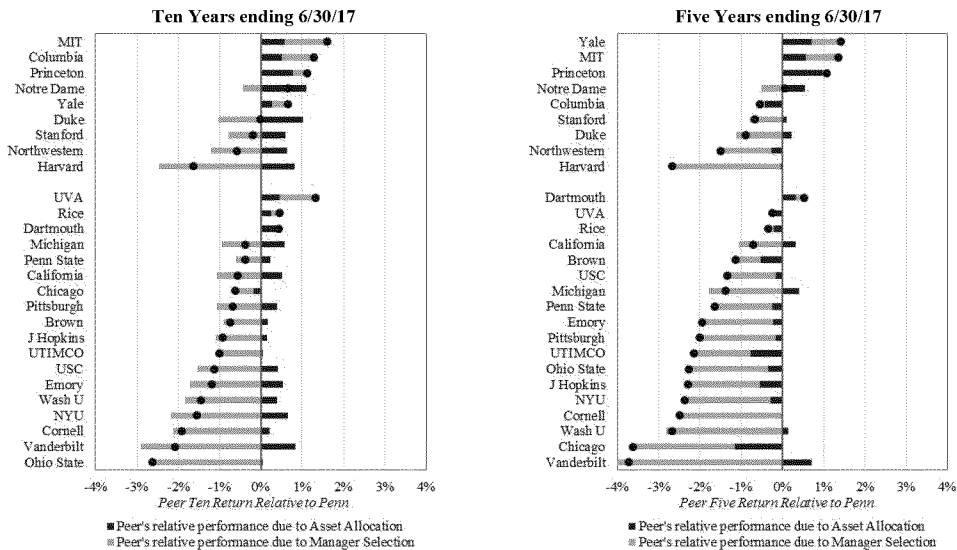 Ten Years ending 6/30/17
MIT
Columbia
Princeton
Notre Dame
Yale
Duke
Stanford
Northwestern
Harvard
UVA
Rice
Dartmouth
Michigan
Penn State
California
Chicago
Pittsburgh
Brown
J Hopkins
UTIMCO
USC
Emory
Wash U
NYU
Cornell
Vanderbilt
Ohio State
-4% -3% -2% -1% 0% 1% 2% 3% 4%
Peer Ten Return Relative to Penn
Peer's relative performance due to Asset Allocation
Peer's relative performance due to Manager Selection
Five Years ending 6/30/17
Yale
MIT
Princeton
Notre Dame
Columbia
Stanford
Duke
Northwestern
Harvard
Dartmouth
UVA
Rice
California
Brown
USC
Michigan
Penn State
Emory
Pittsburgh
UTIMCO
Ohio State
J Hopkins
NYU
Cornell
Wash U
Chicago
Vanderbilt
-4% -3% -2% -1% 0% 1% 2% 3% 4%
Peer Five Return Relative to Penn
Peer's relative performance due to Asset Allocation
Peer's relative performance due to Manager Selection